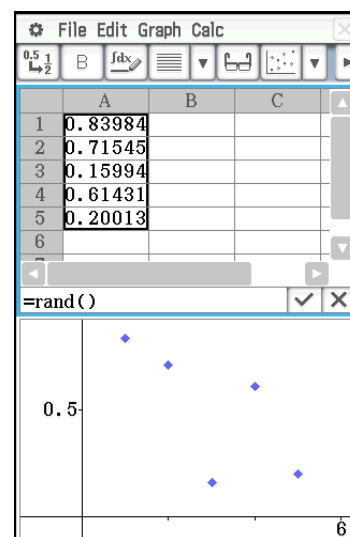 File Edit Graph Calc
0.5 1 2 B ∫dx
A B C
1 0.83984
2 0.71545
3 0.15994
4 0.61431
5 0.20013
6
=rand()
0.5
6